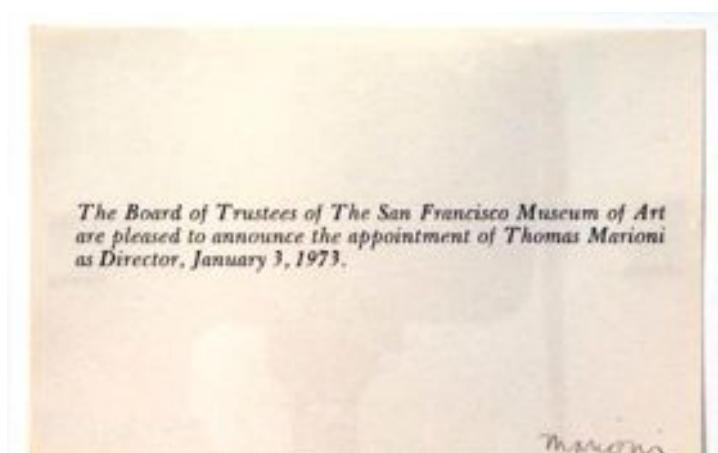 The Board of Trustees of The San Francisco Museum of Art
are pleased to announce the appointment of Thomas Marioni
as Director, January 3, 1973.
Marioni